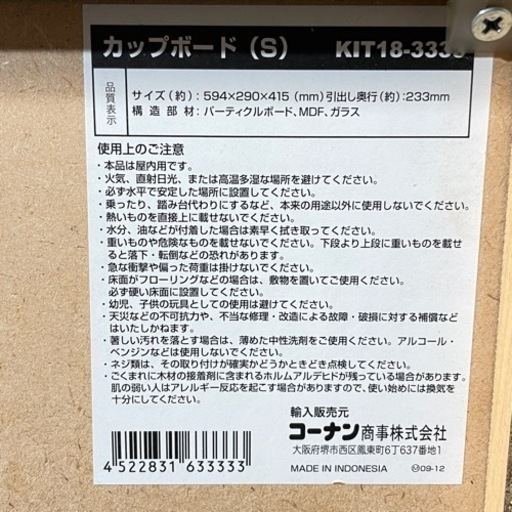 カップボード（S） KIT18-3333
品質表示
サイズ（約）：594×290×415（mm）引出し奥行（約）：233mm
構造部材：パーティクルボード、MDF、ガラス
使用上のご注意
・本品は屋内用です。
・火気、直射日光、または高温多湿な場所を避けてください。
・必ず水平で安定した場所に設置してください。
・乗ったり、踏み台代わりにするなど、本来の用途以外に使用しないでください。
・熱いものを直接上に載せないでください。
・水分、油などが付着した場合は素早く拭き取ってください。
・重いものや危険なものを載せないでください。下段より上段に重いものを載せ
ると落下・転倒などの恐れがあります。
・急な衝撃や偏った荷重は掛けないでください。
・床面がフローリングなどの場合は、敷物を置いてご使用ください。
必ず硬い床面に設置してください。
・幼児、子供の玩具としての使用は避けてください。
・天災などの不可抗力や、不当な修理・改造による故障・破損に対する補償など
はいたしかねます。
・著しい汚れを落とす場合は、薄めた中性洗剤をご使用ください。アルコール・
ベンジンなどは使用しないでください。
・ネジ類は、その取り付けが確実かどうかときどき点検してください。
・ごくまれに木材の接着剤に含まれるホルムアルデヒドが残っている場合があります。
肌の弱い人はアレルギー反応を起こす場合がありますので、使い始めには換気を
十分にしてください。
輸入販売元
コーナン商事株式会社
大阪府堺市西区鳳東町6丁637番地1
4 522831 633333
MADE IN INDONESIA Ⓜ09-12